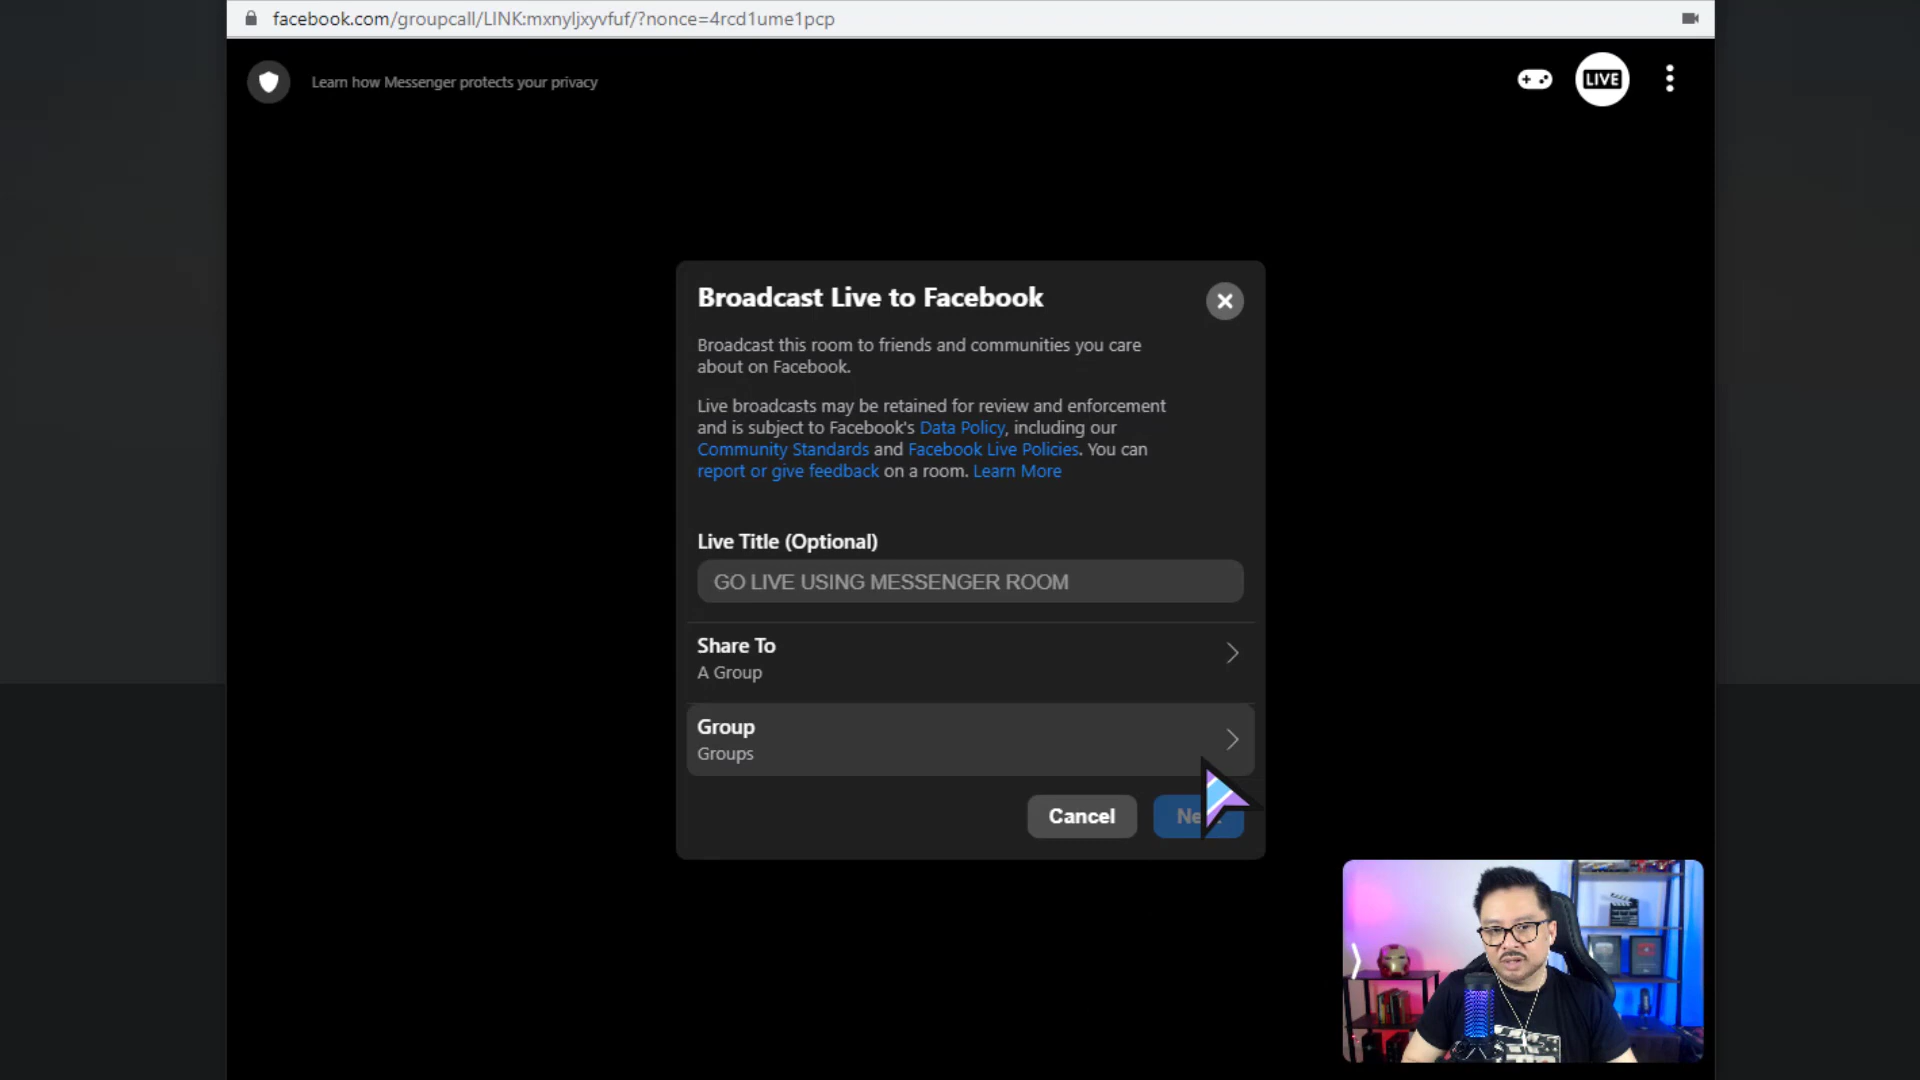 facebook.com/groupcall/LINK:mxnyljxyvfuf/?nonce=4rcd1ume1pcp
Learn how Messenger protects your privacy
LIVE
Broadcast Live to Facebook
Broadcast this room to friends and communities you care
about on Facebook.
Live broadcasts may be retained for review and enforcement
and is subject to Facebook's Data Policy, including our
Community Standards and Facebook Live Policies. You can
report or give feedback on a room. Learn More
Live Title (Optional)
GO LIVE USING MESSENGER ROOM
Share To
A Group
Group
Groups
Cancel